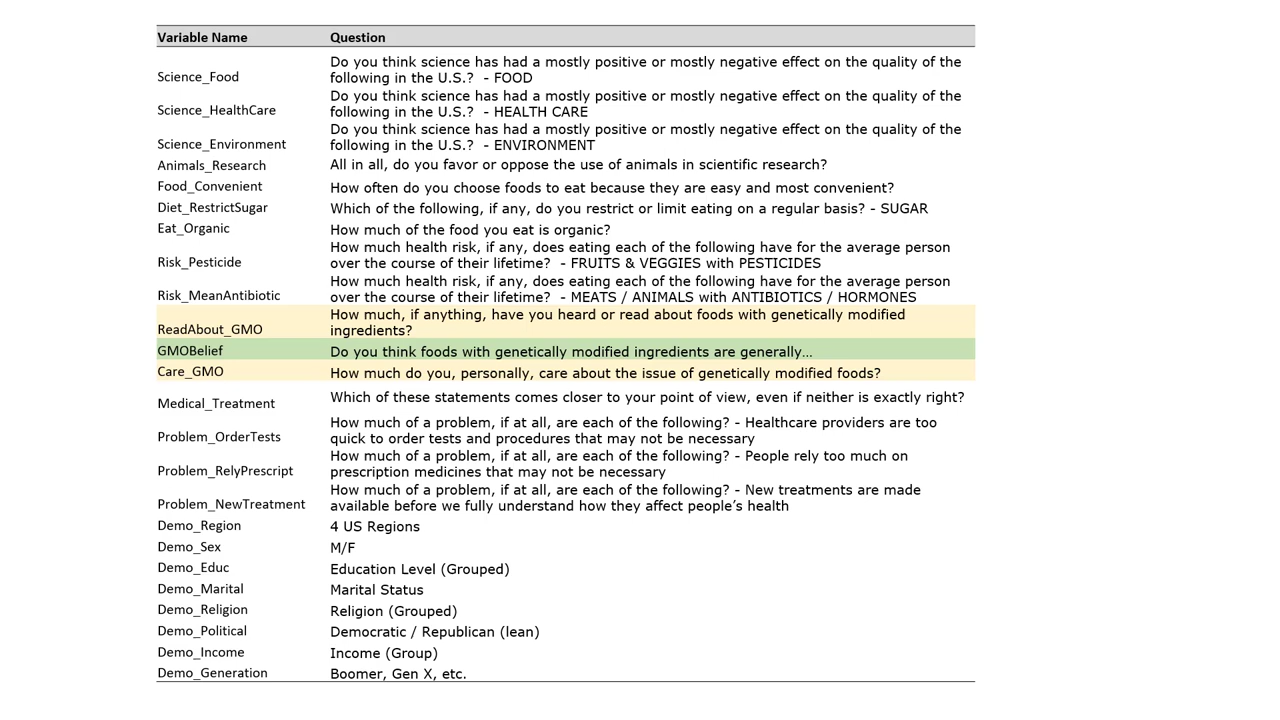 Variable Name Question
Do you think science has had a mostly positive or mostly negative effect on the quality of the
Science_Food following in the U.S.?  - FOOD
Do you think science has had a mostly positive or mostly negative effect on the quality of the
Science_HealthCare following in the U.S.?  - HEALTH CARE
Do you think science has had a mostly positive or mostly negative effect on the quality of the
Science_Environment following in the U.S.?  - ENVIRONMENT
Animals_Research All in all, do you favor or oppose the use of animals in scientific research?
Food_Convenient How often do you choose foods to eat because they are easy and most convenient?
Diet_RestrictSugar Which of the following, if any, do you restrict or limit eating on a regular basis? - SUGAR
Eat_Organic How much of the food you eat is organic?
How much health risk, if any, does eating each of the following have for the average person
Risk_Pesticide over the course of their lifetime?  - FRUITS & VEGGIES with PESTICIDES
How much health risk, if any, does eating each of the following have for the average person
Risk_MeanAntibiotic over the course of their lifetime?  - MEATS / ANIMALS with ANTIBIOTICS / HORMONES
How much, if anything, have you heard or read about foods with genetically modified
ReadAbout_GMO ingredients?
GMOBelief Do you think foods with genetically modified ingredients are generally…
Care_GMO How much do you, personally, care about the issue of genetically modified foods?
Medical_Treatment Which of these statements comes closer to your point of view, even if neither is exactly right?
How much of a problem, if at all, are each of the following? - Healthcare providers are too
Problem_OrderTests quick to order tests and procedures that may not be necessary
How much of a problem, if at all, are each of the following? - People rely too much on
Problem_RelyPrescript prescription medicines that may not be necessary
How much of a problem, if at all, are each of the following? - New treatments are made
Problem_NewTreatment available before we fully understand how they affect people’s health
Demo_Region 4 US Regions
Demo_Sex M/F
Demo_Educ Education Level (Grouped)
Demo_Marital Marital Status
Demo_Religion Religion (Grouped)
Demo_Political Democratic / Republican (lean)
Demo_Income Income (Group)
Demo_Generation Boomer, Gen X, etc.